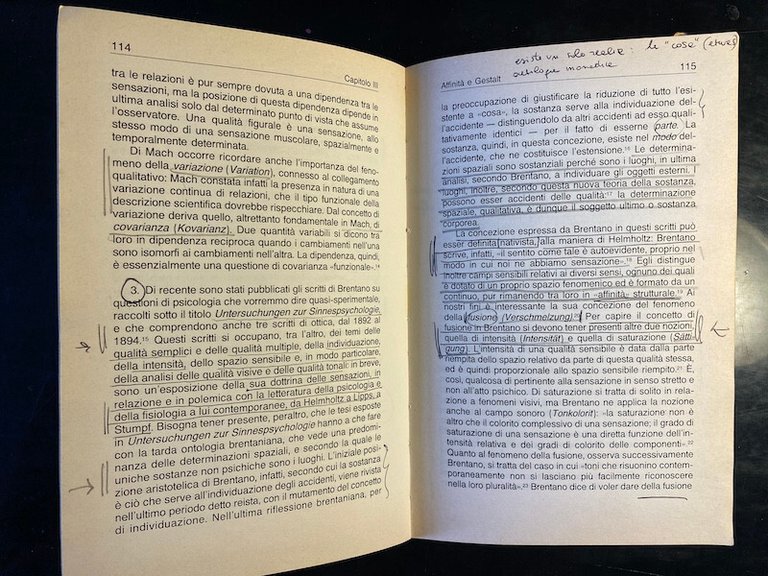 114
Capitolo III
tra le relazioni è pur sempre dovuta a una dipendenza tra le
sensazioni, ma la posizione di questa dipendenza dipende in
ultima analisi solo dal determinato punto di vista che assume
l'osservatore. Una qualità figurale è una sensazione, allo
stesso modo di una sensazione muscolare, spazialmente e
temporalmente determinata.
Di Mach occorre ricordare anche l'importanza del feno-
meno della variazione (Variation), connesso al collegamento
qualitativo: Mach constata infatti la presenza in natura di una
variazione continua di relazioni, che il tipo funzionale della
descrizione scientifica dovrebbe rispecchiare. Dal concetto di
variazione deriva quello, altrettanto fondamentale in Mach, di
covarianza (Kovarianz). Due quantità variabili si dicono tra
loro in dipendenza reciproca quando i cambiamenti nell'una
sono isomorfi ai cambiamenti nell'altra. La dipendenza, quindi,
è essenzialmente una questione di covarianza «funzionale».¹⁴
3. Di recente sono stati pubblicati gli scritti di Brentano su
questioni di psicologia che vorremmo dire quasi-sperimentale,
raccolti sotto il titolo Untersuchungen zur Sinnespsychologie,
e che comprendono anche tre scritti di ottica, dal 1892 al
1894.¹⁵ Questi scritti si occupano, tra l'altro, dei temi delle
qualità semplici e delle qualità multiple, della individuazione,
della intensità, dello spazio sensibile e, in modo particolare,
della analisi delle qualità visive e delle qualità tonali: in breve,
sono un'esposizione della sua dottrina delle sensazioni, in
relazione e in polemica con la letteratura della psicologia e
della fisiologia a lui contemporanee, da Helmholtz a Lipps, a
Stumpf. Bisogna tener presente, peraltro, che le tesi esposte
in Untersuchungen zur Sinnespsychologie hanno a che fare
con la tarda ontologia brentaniana, che vede una predomi-
nanza delle determinazioni spaziali, e secondo la quale le
uniche sostanze non psichiche sono i luoghi. L'iniziale posi-
zione aristotelica di Brentano, infatti, secondo cui la sostanza
è ciò che serve all'individuazione degli accidenti, viene rivista
nell'ultimo periodo detto reista, con il mutamento del concetto
di individuazione. Nell'ultima riflessione brentaniana, per
esiste un solo realia: le "cose" (etwas)
ontologia monadica
Affinità e Gestalt
115
la preoccupazione di giustificare la riduzione di tutto l'esi-
stente a «cosa», la sostanza serve alla individuazione del-
l'accidente — distinguendolo da altri accidenti ad esso quali-
tativamente identici — per il fatto di esserne parte. La
sostanza, quindi, in questa concezione, esiste nel modo del-
l'accidente, che ne costituisce l'estensione.¹⁶ Le determina-
zioni spaziali sono sostanziali perché sono i luoghi, in ultima
analisi, secondo Brentano, a individuare gli oggetti esterni. I
luoghi, inoltre, secondo questa nuova teoria della sostanza,
possono esser accidenti delle qualità:¹⁷ la determinazione
spaziale, qualitativa, è dunque il soggetto ultimo o sostanza
corporea.
La concezione espressa da Brentano in questi scritti può
esser definita nativista, alla maniera di Helmholtz: Brentano
scrive, infatti, «il sentito come tale è autoevidente, proprio nel
modo in cui noi ne abbiamo sensazione».¹⁸ Egli distingue
inoltre campi sensibili relativi ai diversi sensi, ognuno dei quali
è dotato di un proprio spazio fenomenico ed è formato da un
continuo, pur rimanendo tra loro in «affinità» strutturale.¹⁹ Ai
nostri fini è interessante la sua concezione del fenomeno
della fusione (Verschmelzung).²⁰ Per capire il concetto di
fusione in Brentano si devono tener presenti altre due nozioni,
quella di intensità (Intensität) e quella di saturazione (Sätti-
gung). L'intensità di una qualità sensibile è data dalla parte
riempita dello spazio relativo da parte di questa qualità stessa,
ed è quindi proporzionale allo spazio sensibile riempito.²¹ È,
così, qualcosa di pertinente alla sensazione in senso stretto e
non all'atto psichico. Di saturazione si tratta di solito in rela-
zione a fenomeni visivi, ma Brentano ne applica la nozione
anche al campo sonoro (Tonkolorit): «la saturazione non è
altro che il colorito complessivo di una sensazione; il grado di
saturazione di una sensazione è una diretta funzione dell'in-
tensità relativa e dei gradi di colorito delle componenti».²²
Quanto al fenomeno della fusione, osserva successivamente
Brentano, si tratta del caso in cui «toni che risuonino contem-
poraneamente non si lasciano più facilmente riconoscere
nella loro pluralità».²³ Brentano dice di voler dare della fusione